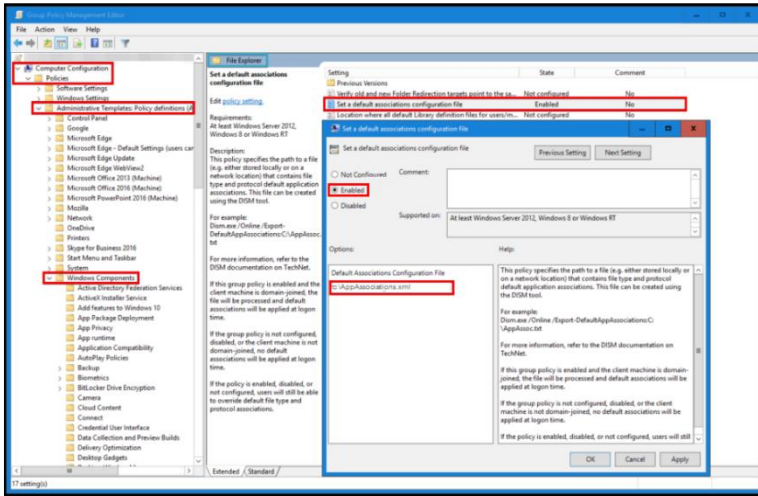 Group Policy Management Editor
File Action View Help
Computer Configuration
Policies
Software Settings
Windows Settings
Administrative Templates: Policy definitions (A
Control Panel
Google
Microsoft Edge
Microsoft Edge - Default Settings (users car
Microsoft Edge Update
Microsoft Edge WebView2
Microsoft Office 2013 (Machine)
Microsoft Office 2016 (Machine)
Microsoft PowerPoint 2016 (Machine)
Mozilla
Network
OneDrive
Printers
Skype for Business 2016
Start Menu and Taskbar
System
Windows Components
Active Directory Federation Services
ActiveX Installer Service
Add features to Windows 10
App Package Deployment
App Privacy
App runtime
Application Compatibility
AutoPlay Policies
Backup
Biometrics
BitLocker Drive Encryption
Camera
Cloud Content
Connect
Credential User Interface
Data Collection and Preview Builds
Delivery Optimization
Desktop Gadgets
File Explorer
Set a default associations
configuration file
Edit policy setting.
Requirements:
At least Windows Server 2012,
Windows 8 or Windows RT
Description:
This policy specifies the path to a file
(e.g. either stored locally or on a
network location) that contains file
type and protocol default application
associations. This file can be created
using the DISM tool.
For example:
Dism.exe /Online /Export-
DefaultAppAssociations:C:\AppAssoc.
txt
For more information, refer to the
DISM documentation on TechNet.
If this group policy is enabled and the
client machine is domain-joined, the
file will be processed and default
associations will be applied at logon
time.
If the group policy is not configured,
disabled, or the client machine is not
domain-joined, no default
associations will be applied at logon
time.
If the policy is enabled, disabled, or
not configured, users will still be able
to override default file type and
protocol associations.
Setting State Comment
Previous Versions
Verify old and new Folder Redirection targets point to the sa... Not configured No
Set a default associations configuration file Enabled No
Location where all default Library definition files for users/m... Not configured No
Set a default associations configuration file
Set a default associations configuration file
Previous Setting Next Setting
Not Configured Comment:
Enabled
Disabled
Supported on: At least Windows Server 2012, Windows 8 or Windows RT
Options: Help:
Default Associations Configuration File
c:\AppAssociations.xml
This policy specifies the path to a file (e.g. either stored locally or
on a network location) that contains file type and protocol
default application associations. This file can be created using
the DISM tool.
For example:
Dism.exe /Online /Export-DefaultAppAssociations:C:
\AppAssoc.txt
For more information, refer to the DISM documentation on
TechNet.
If this group policy is enabled and the client machine is domain-
joined, the file will be processed and default associations will be
applied at logon time.
If the group policy is not configured, disabled, or the client
machine is not domain-joined, no default associations will be
applied at logon time.
If the policy is enabled, disabled, or not configured, users will still
OK Cancel Apply
Extended Standard
17 setting(s)